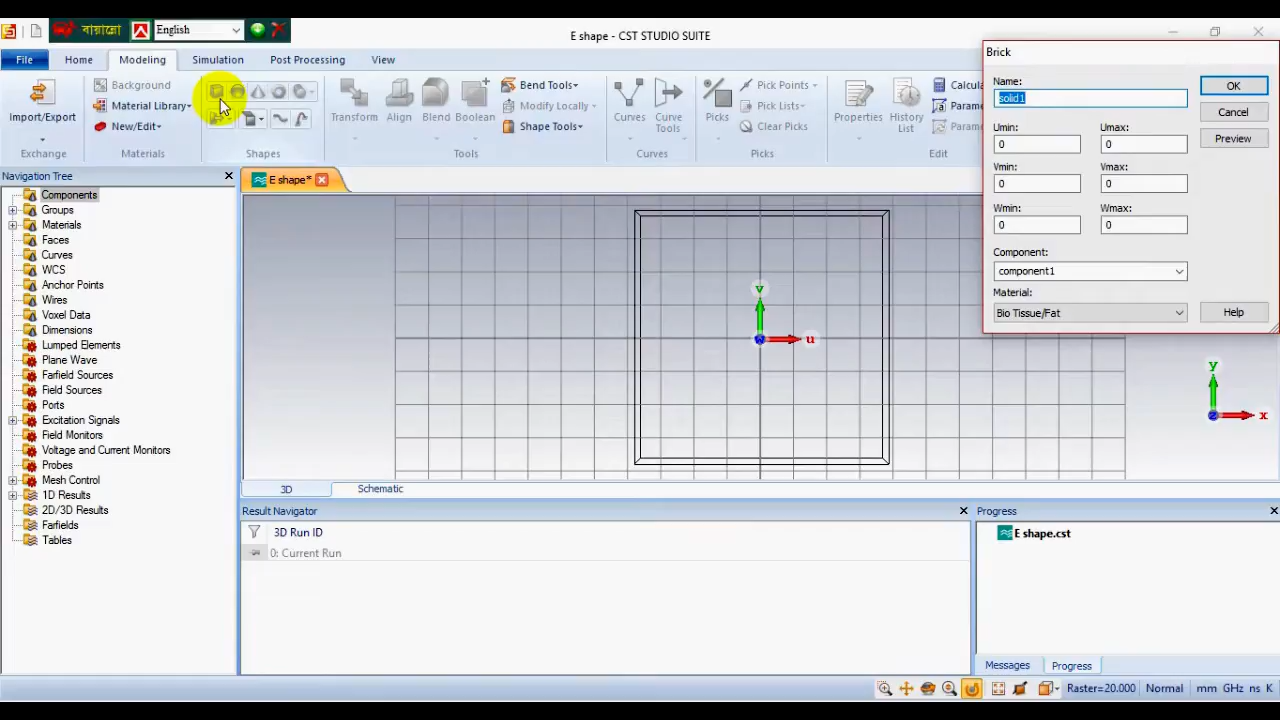 বায়ান্নো
English
E shape - CST STUDIO SUITE
File
Home
Modeling
Simulation
Post Processing
View
Import/Export
Exchange
Background
Material Library
New/Edit
Materials
Shapes
Transform
Align
Blend
Boolean
Bend Tools
Modify Locally
Shape Tools
Tools
Curves
Curve
Tools
Curves
Picks
Pick Points
Pick Lists
Clear Picks
Picks
Properties
History
List
Calcula
Param
Param
Edit
Brick
Name:
solid1
OK
Cancel
Preview
Umin:
Umax:
0
0
Vmin:
Vmax:
0
0
Wmin:
Wmax:
0
0
Component:
component1
Material:
Bio Tissue/Fat
Help
Navigation Tree
Components
Groups
Materials
Faces
Curves
WCS
Anchor Points
Wires
Voxel Data
Dimensions
Lumped Elements
Plane Wave
Farfield Sources
Field Sources
Ports
Excitation Signals
Field Monitors
Voltage and Current Monitors
Probes
Mesh Control
1D Results
2D/3D Results
Farfields
Tables
E shape*
v
u
y
x
z
3D
Schematic
Result Navigator
3D Run ID
0: Current Run
Progress
E shape.cst
Messages
Progress
Raster=20.000
Normal
mm GHz ns K